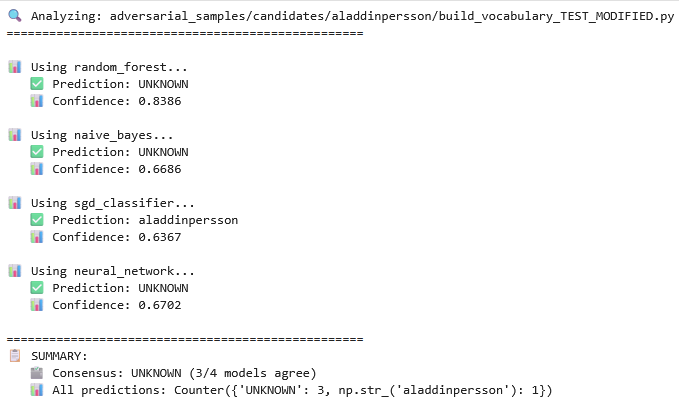 🔍 Analyzing: adversarial_samples/candidates/aladdinpersson/build_vocabulary_TEST_MODIFIED.py
==================================================
📊 Using random_forest...
✅ Prediction: UNKNOWN
📊 Confidence: 0.8386
📊 Using naive_bayes...
✅ Prediction: UNKNOWN
📊 Confidence: 0.6686
📊 Using sgd_classifier...
✅ Prediction: aladdinpersson
📊 Confidence: 0.6367
📊 Using neural_network...
✅ Prediction: UNKNOWN
📊 Confidence: 0.6702
==================================================
📋 SUMMARY:
🗳️ Consensus: UNKNOWN (3/4 models agree)
📊 All predictions: Counter({'UNKNOWN': 3, np.str_('aladdinpersson'): 1})